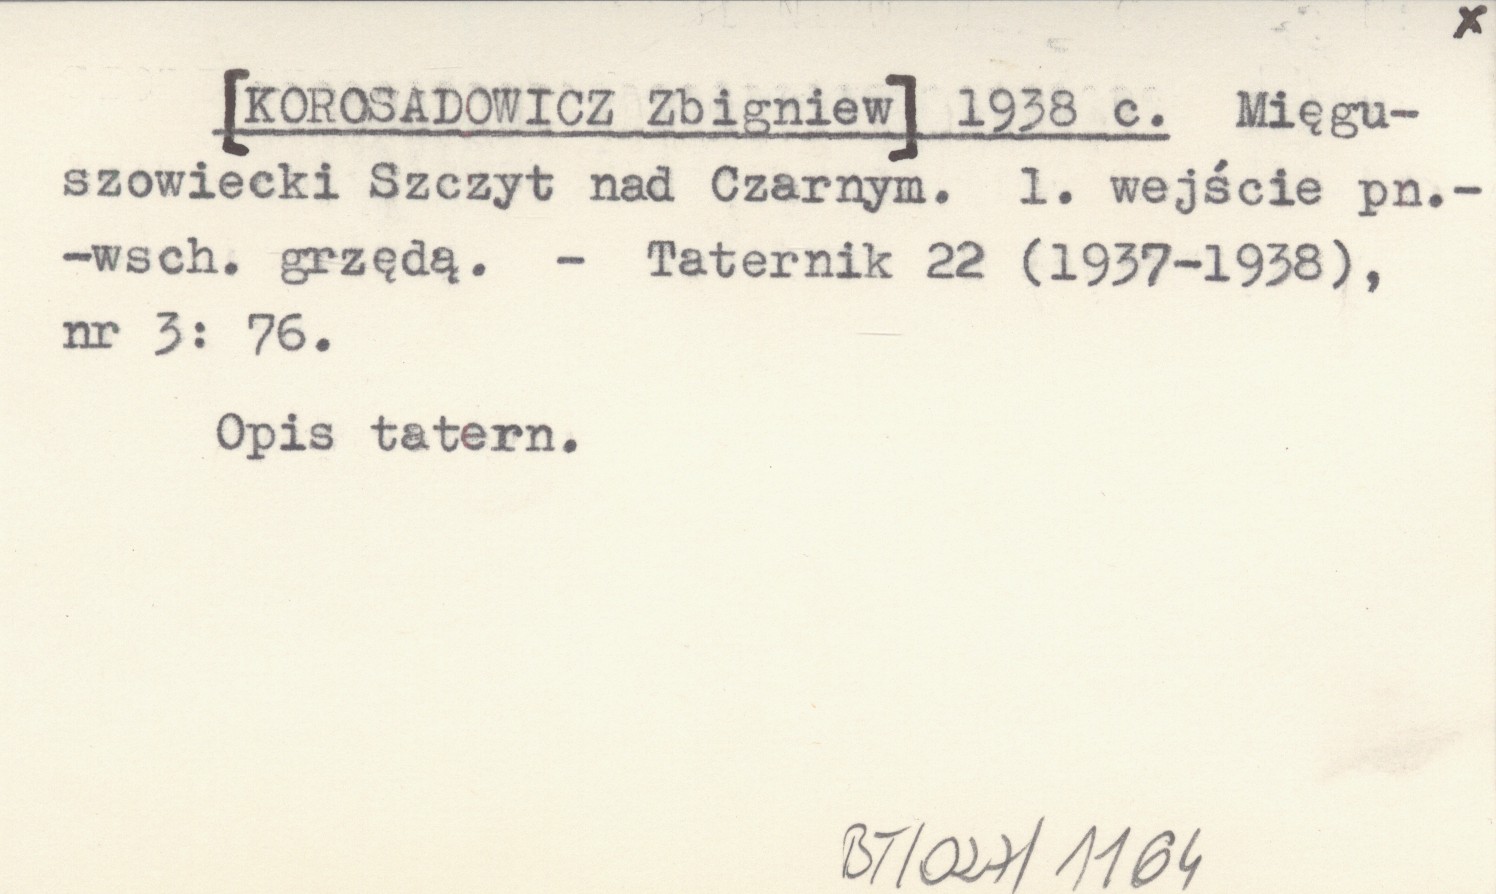 x
[KOROSADOWICZ Zbigniew] 1938 c. Mięgu-
szowiecki Szczyt nad Czarnym. 1. wejście pn.-
-wsch. grzędą. - Taternik 22 (1937-1938),
nr 3: 76.
Opis tatern.
BT/027/1164